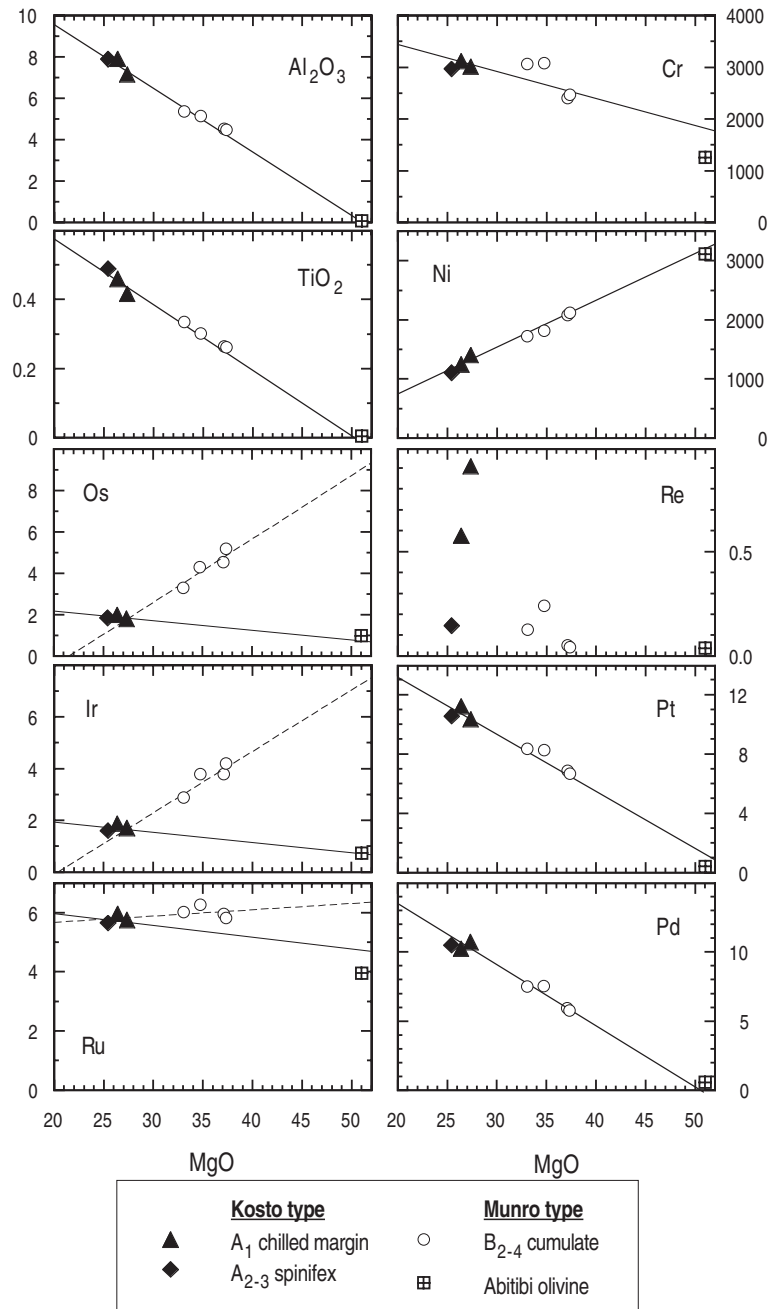 10
8
6
4
2
0
Al2O3
4000
3000
2000
1000
0
Cr
0.4
0.2
0
TiO2
3000
2000
1000
0
Ni
8
6
4
2
0
Os
0.5
0.0
Re
6
4
2
0
Ir
12
8
4
0
Pt
8
6
4
2
0
Ru
10
5
0
Pd
20 25 30 35 40 45 50
20 25 30 35 40 45 50
MgO MgO
Kosto type Munro type
A1 chilled margin B2-4 cumulate
A2-3 spinifex Abitibi olivine